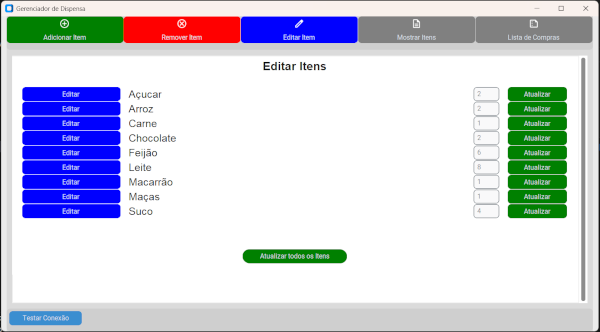 Gerenciador de Dispensa
Adicionar Item Remover Item Editar Item Mostrar Itens Lista de Compras
Editar Itens
Editar Açucar 2 Atualizar
Editar Arroz 2 Atualizar
Editar Carne 1 Atualizar
Editar Chocolate 2 Atualizar
Editar Feijão 6 Atualizar
Editar Leite 8 Atualizar
Editar Macarrão 1 Atualizar
Editar Maças 1 Atualizar
Editar Suco 4 Atualizar
Atualizar todos os Itens
Testar Conexão